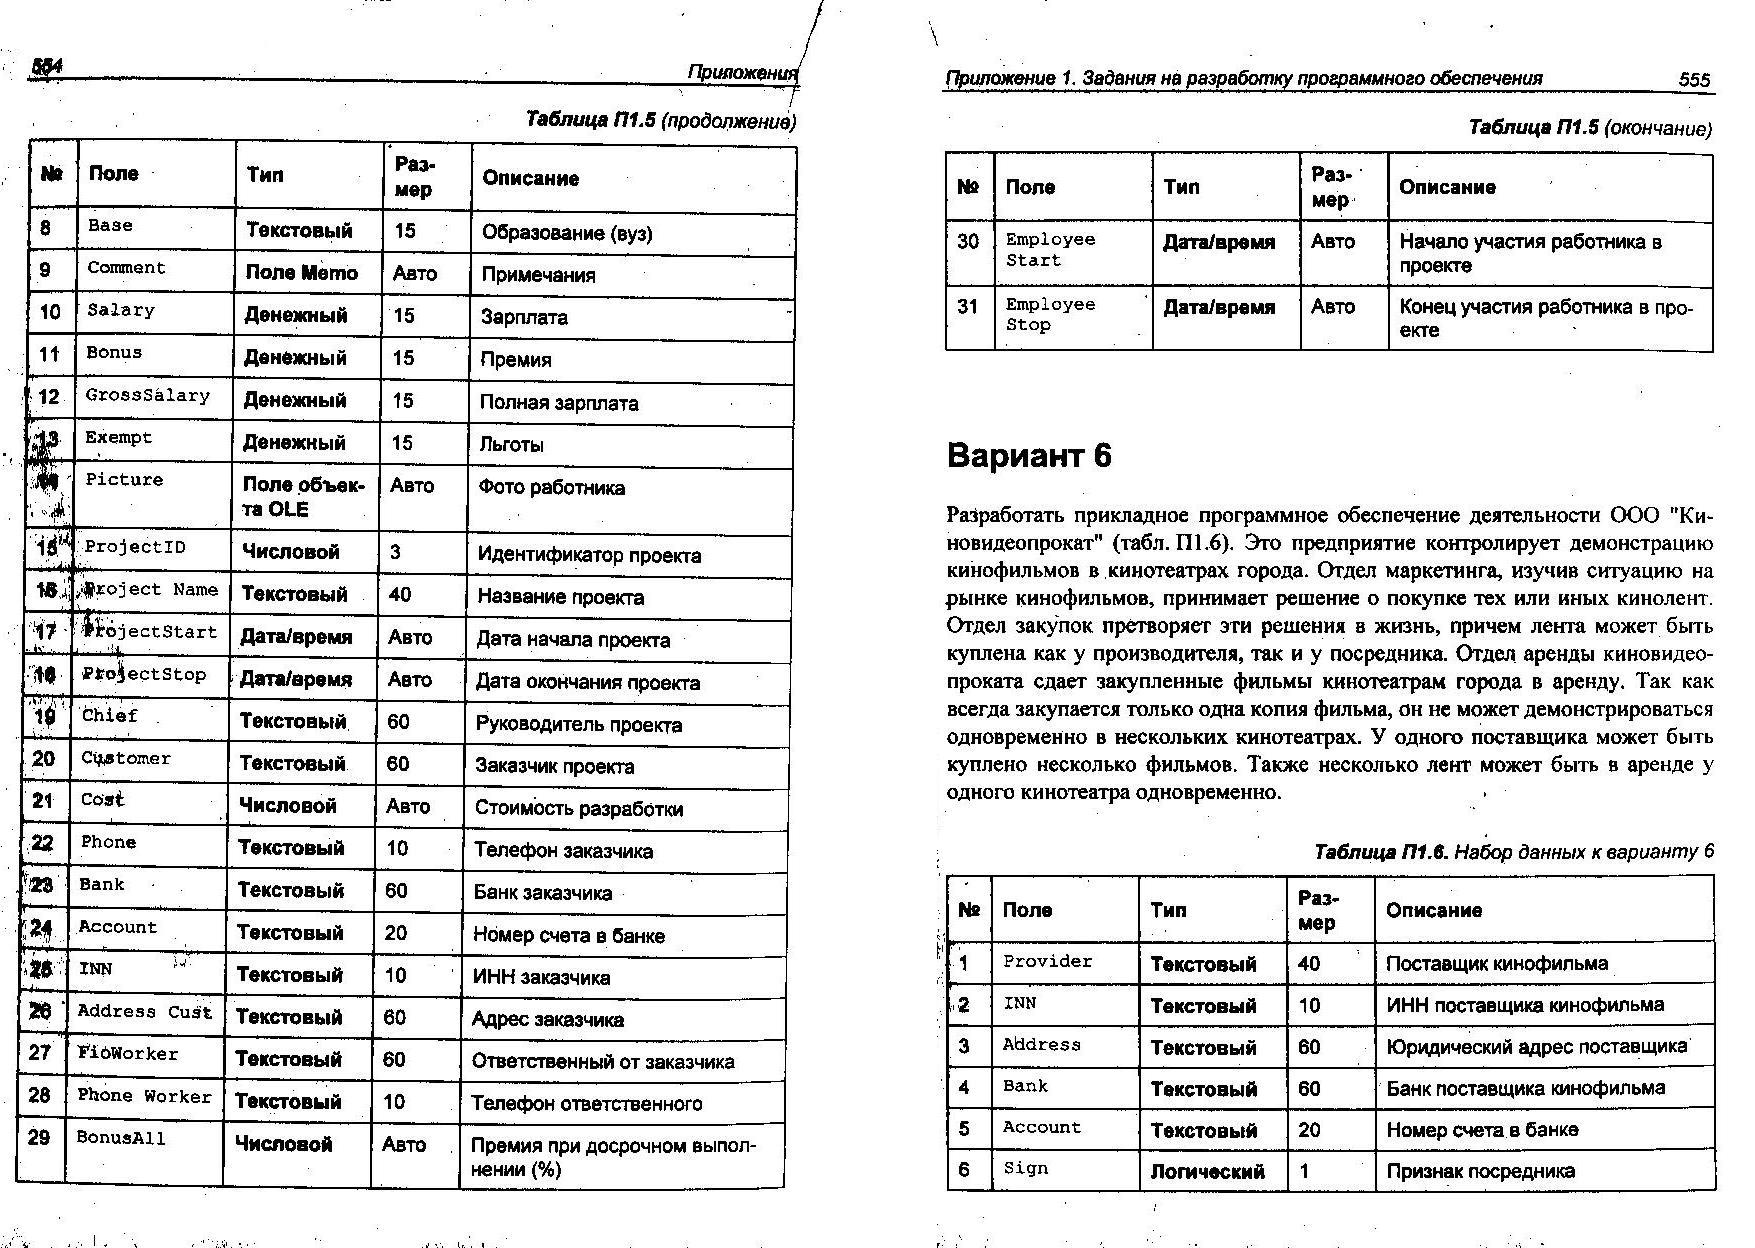 554
Приложения
Таблица П1.5 (продолжение)
№ Поле Тип Раз-
мер Описание
8 Base Текстовый 15 Образование (вуз)
9 Comment Поле Memo Авто Примечания
10 Salary Денежный 15 Зарплата
11 Bonus Денежный 15 Премия
12 GrossSalary Денежный 15 Полная зарплата
13 Exempt Денежный 15 Льготы
Picture Поле объек- Авто Фото работника
та OLE
15 ProjectID Числовой 3 Идентификатор проекта
16 Project Name Текстовый 40 Название проекта
17 ProjectStart Дата/время Авто Дата начала проекта
18 ProjectStop Дата/время Авто Дата окончания проекта
19 Chief Текстовый 60 Руководитель проекта
20 Customer Текстовый 60 Заказчик проекта
21 Cost Числовой Авто Стоимость разработки
22 Phone Текстовый 10 Телефон заказчика
23 Bank Текстовый 60 Банк заказчика
24 Account Текстовый 20 Номер счета в банке
25 INN Текстовый 10 ИНН заказчика
26 Address Cust Текстовый 60 Адрес заказчика
27 FioWorker Текстовый 60 Ответственный от заказчика
28 Phone Worker Текстовый 10 Телефон ответственного
29 BonusAll Числовой Авто Премия при досрочном выпол-
нении (%)
Приложение 1. Задания на разработку программного обеспечения 555
Таблица П1.5 (окончание)
№ Поле Тип Раз-
мер Описание
30 Employee Дата/время Авто Начало участия работника в
Start проекте
31 Employee Дата/время Авто Конец участия работника в про-
Stop екте
Вариант 6
Разработать прикладное программное обеспечение деятельности ООО "Ки-
новидеопрокат" (табл. П1.6). Это предприятие контролирует демонстрацию
кинофильмов в кинотеатрах города. Отдел маркетинга, изучив ситуацию на
рынке кинофильмов, принимает решение о покупке тех или иных кинолент.
Отдел закупок претворяет эти решения в жизнь, причем лента может быть
куплена как у производителя, так и у посредника. Отдел аренды киновидео-
проката сдает закупленные фильмы кинотеатрам города в аренду. Так как
всегда закупается только одна копия фильма, он не может демонстрироваться
одновременно в нескольких кинотеатрах. У одного поставщика может быть
куплено несколько фильмов. Также несколько лент может быть в аренде у
одного кинотеатра одновременно.
Таблица П1.6. Набор данных к варианту 6
№ Поле Тип Раз-
мер Описание
1 Provider Текстовый 40 Поставщик кинофильма
2 INN Текстовый 10 ИНН поставщика кинофильма
3 Address Текстовый 60 Юридический адрес поставщика
4 Bank Текстовый 60 Банк поставщика кинофильма
5 Account Текстовый 20 Номер счета в банке
6 Sign Логический 1 Признак посредника